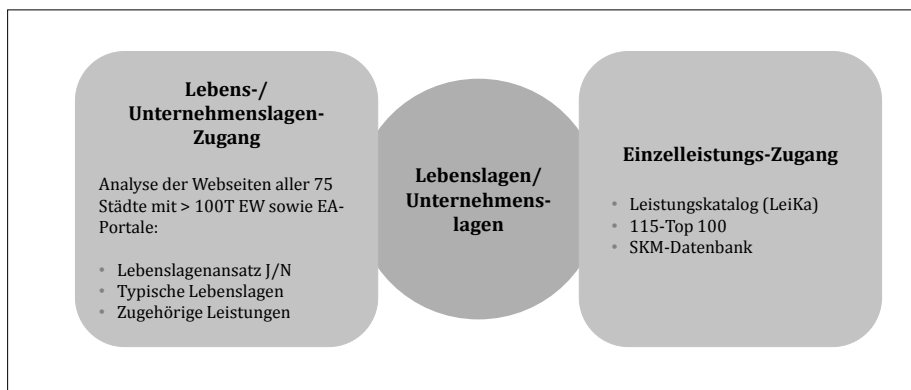 Lebens-/
Unternehmenslagen-
Zugang
Analyse der Webseiten aller 75
Städte mit > 100T EW sowie EA-
Portale:
• Lebenslagenansatz J/N
• Typische Lebenslagen
• Zugehörige Leistungen
Lebenslagen/
Unternehmens-
lagen
Einzelleistungs-Zugang
• Leistungskatalog (LeiKa)
• 115-Top 100
• SKM-Datenbank